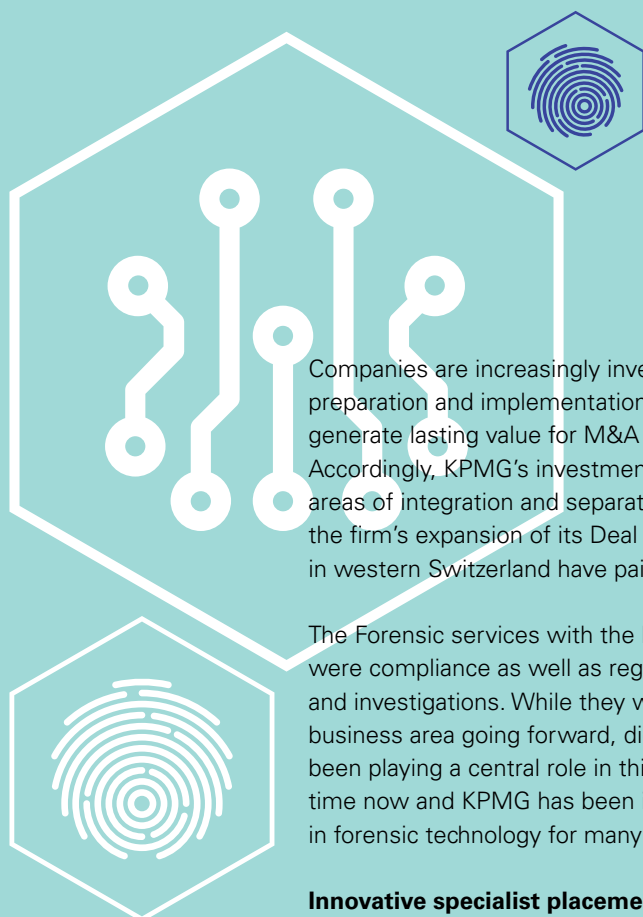 Companies are increasingly inve
preparation and implementation
generate lasting value for M&A
Accordingly, KPMG's investmen
areas of integration and separat
the firm's expansion of its Deal
in western Switzerland have pai
The Forensic services with the
were compliance as well as reg
and investigations. While they w
business area going forward, di
been playing a central role in thi
time now and KPMG has been
in forensic technology for many
Innovative specialist placeme